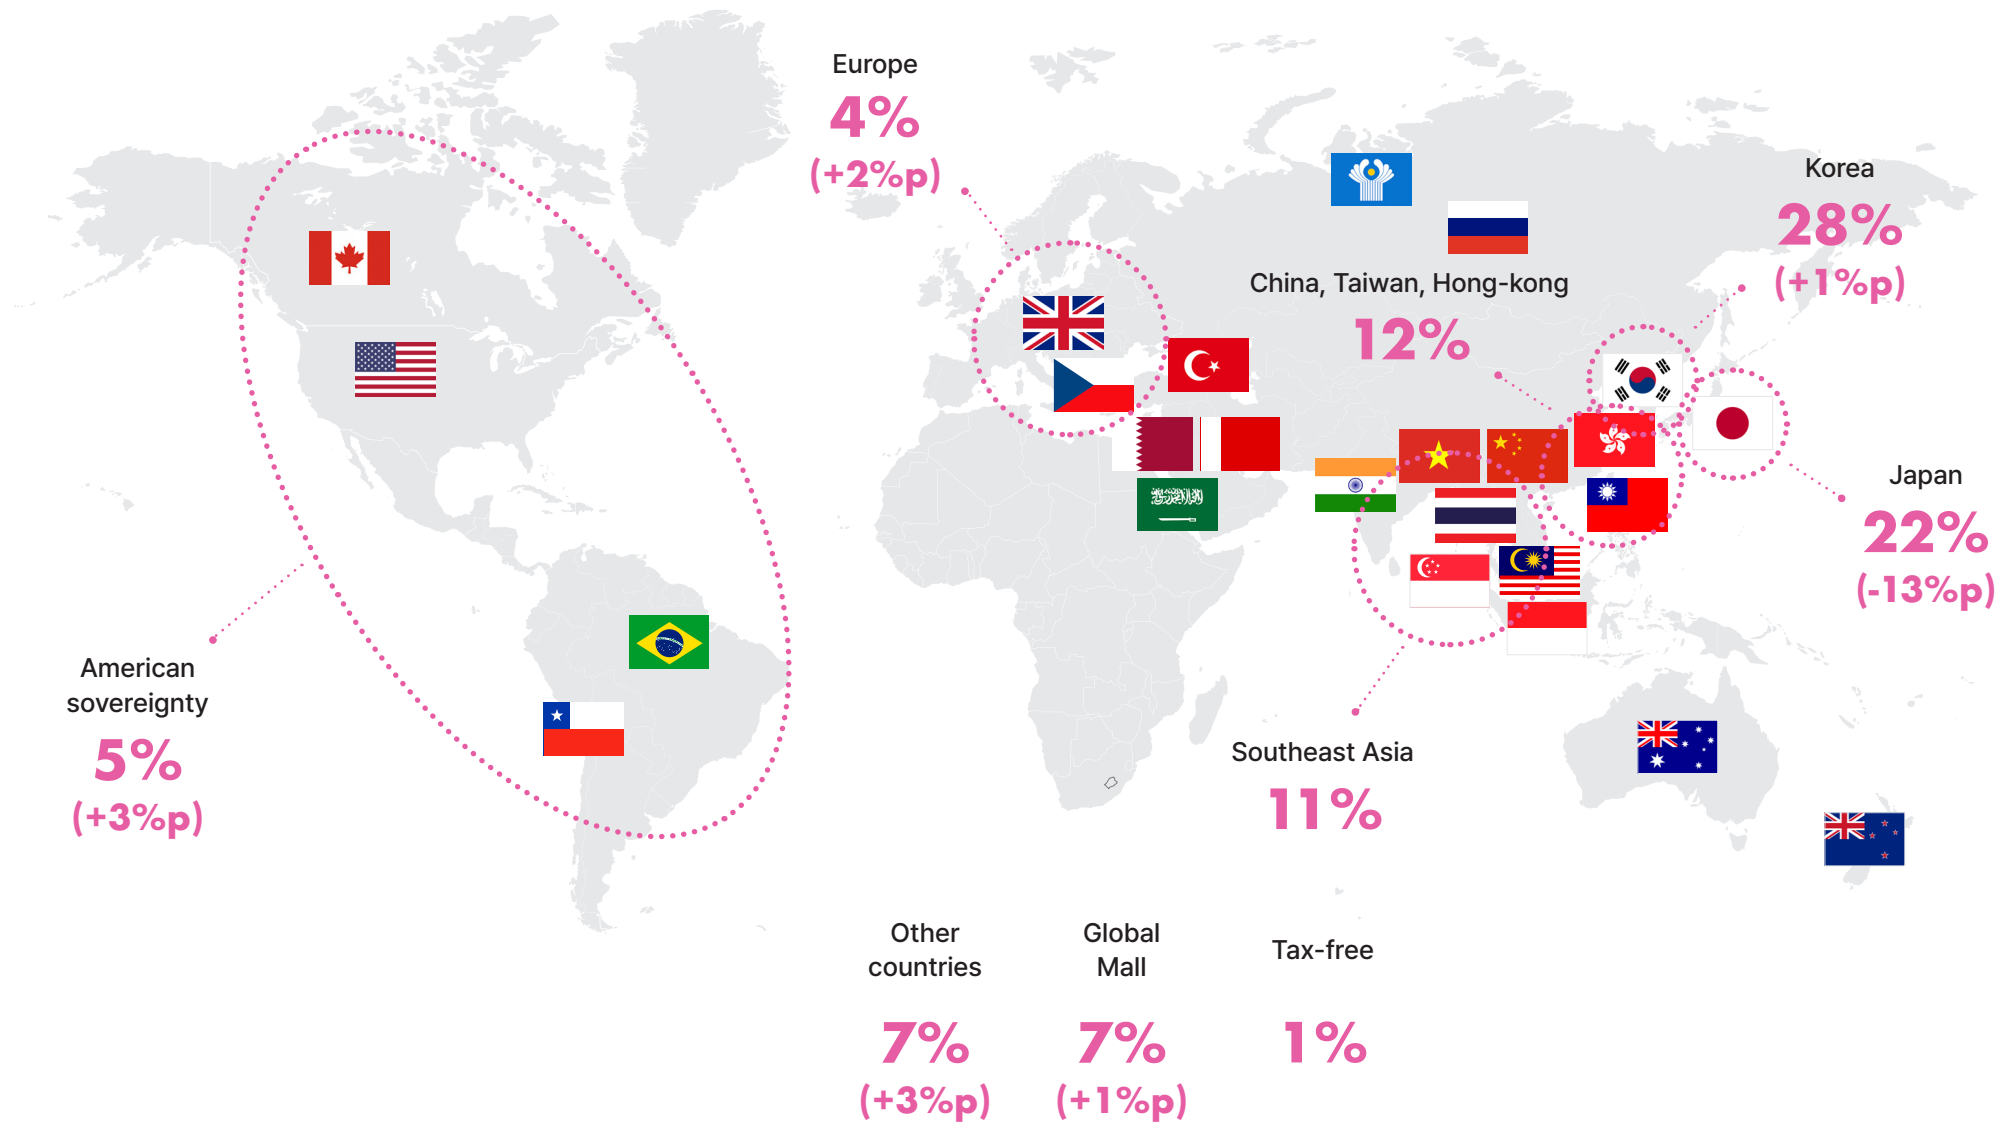 Europe
4%
(+2%p)
Korea
28%
(+1%p)
China, Taiwan, Hong-kong
12%
Japan
22%
(-13%p)
American
sovereignty
5%
(+3%p)
Southeast Asia
11%
Other
countries
7%
(+3%p)
Global
Mall
7%
(+1%p)
Tax-free
1%